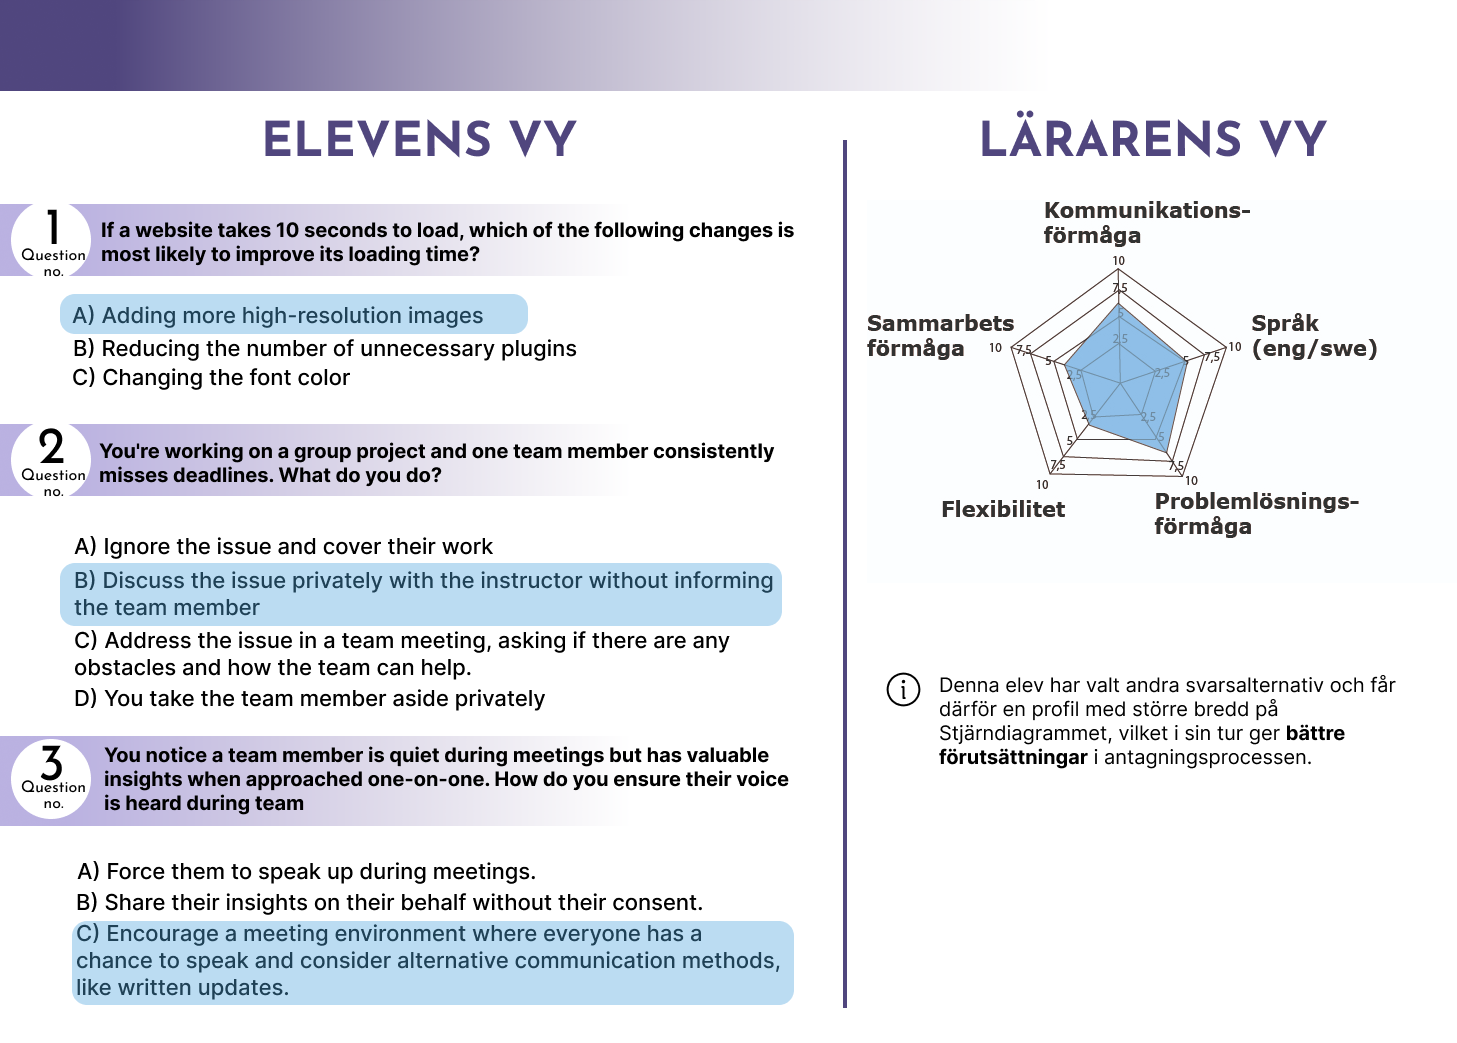 ELEVENS VY
1
Question
no.
If a website takes 10 seconds to load, which of the following changes is
most likely to improve its loading time?
A) Adding more high-resolution images
B) Reducing the number of unnecessary plugins
C) Changing the font color
2
Question
no.
You're working on a group project and one team member consistently
misses deadlines. What do you do?
A) Ignore the issue and cover their work
B) Discuss the issue privately with the instructor without informing
the team member
C) Address the issue in a team meeting, asking if there are any
obstacles and how the team can help.
D) You take the team member aside privately
3
Question
no.
You notice a team member is quiet during meetings but has valuable
insights when approached one-on-one. How do you ensure their voice
is heard during team
A) Force them to speak up during meetings.
B) Share their insights on their behalf without their consent.
C) Encourage a meeting environment where everyone has a
chance to speak and consider alternative communication methods,
like written updates.
LÄRARENS VY
Kommunikations-
förmåga
10
7,5
5
2,5
Sammarbets
förmåga
10
7,5
5
2,5
Språk
(eng/swe)
10
7,5
5
2,5
Flexibilitet
10
7,5
5
2,5
Problemlösnings-
förmåga
10
7,5
5
2,5
i
Denna elev har valt andra svarsalternativ och får
därför en profil med större bredd på
Stjärndiagrammet, vilket i sin tur ger bättre
förutsättningar i antagningsprocessen.